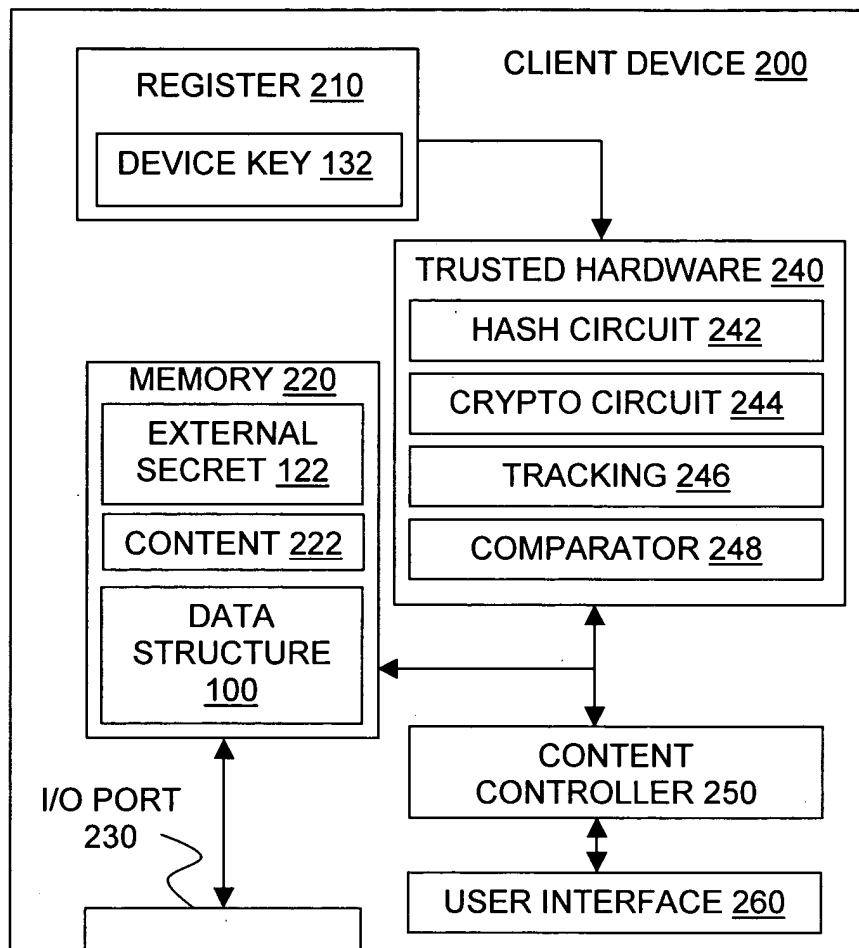 CLIENT DEVICE 200
REGISTER 210
DEVICE KEY 132
TRUSTED HARDWARE 240
HASH CIRCUIT 242
CRYPTO CIRCUIT 244
TRACKING 246
COMPARATOR 248
MEMORY 220
EXTERNAL
SECRET 122
CONTENT 222
DATA
STRUCTURE
100
CONTENT
CONTROLLER 250
I/O PORT
230
USER INTERFACE 260